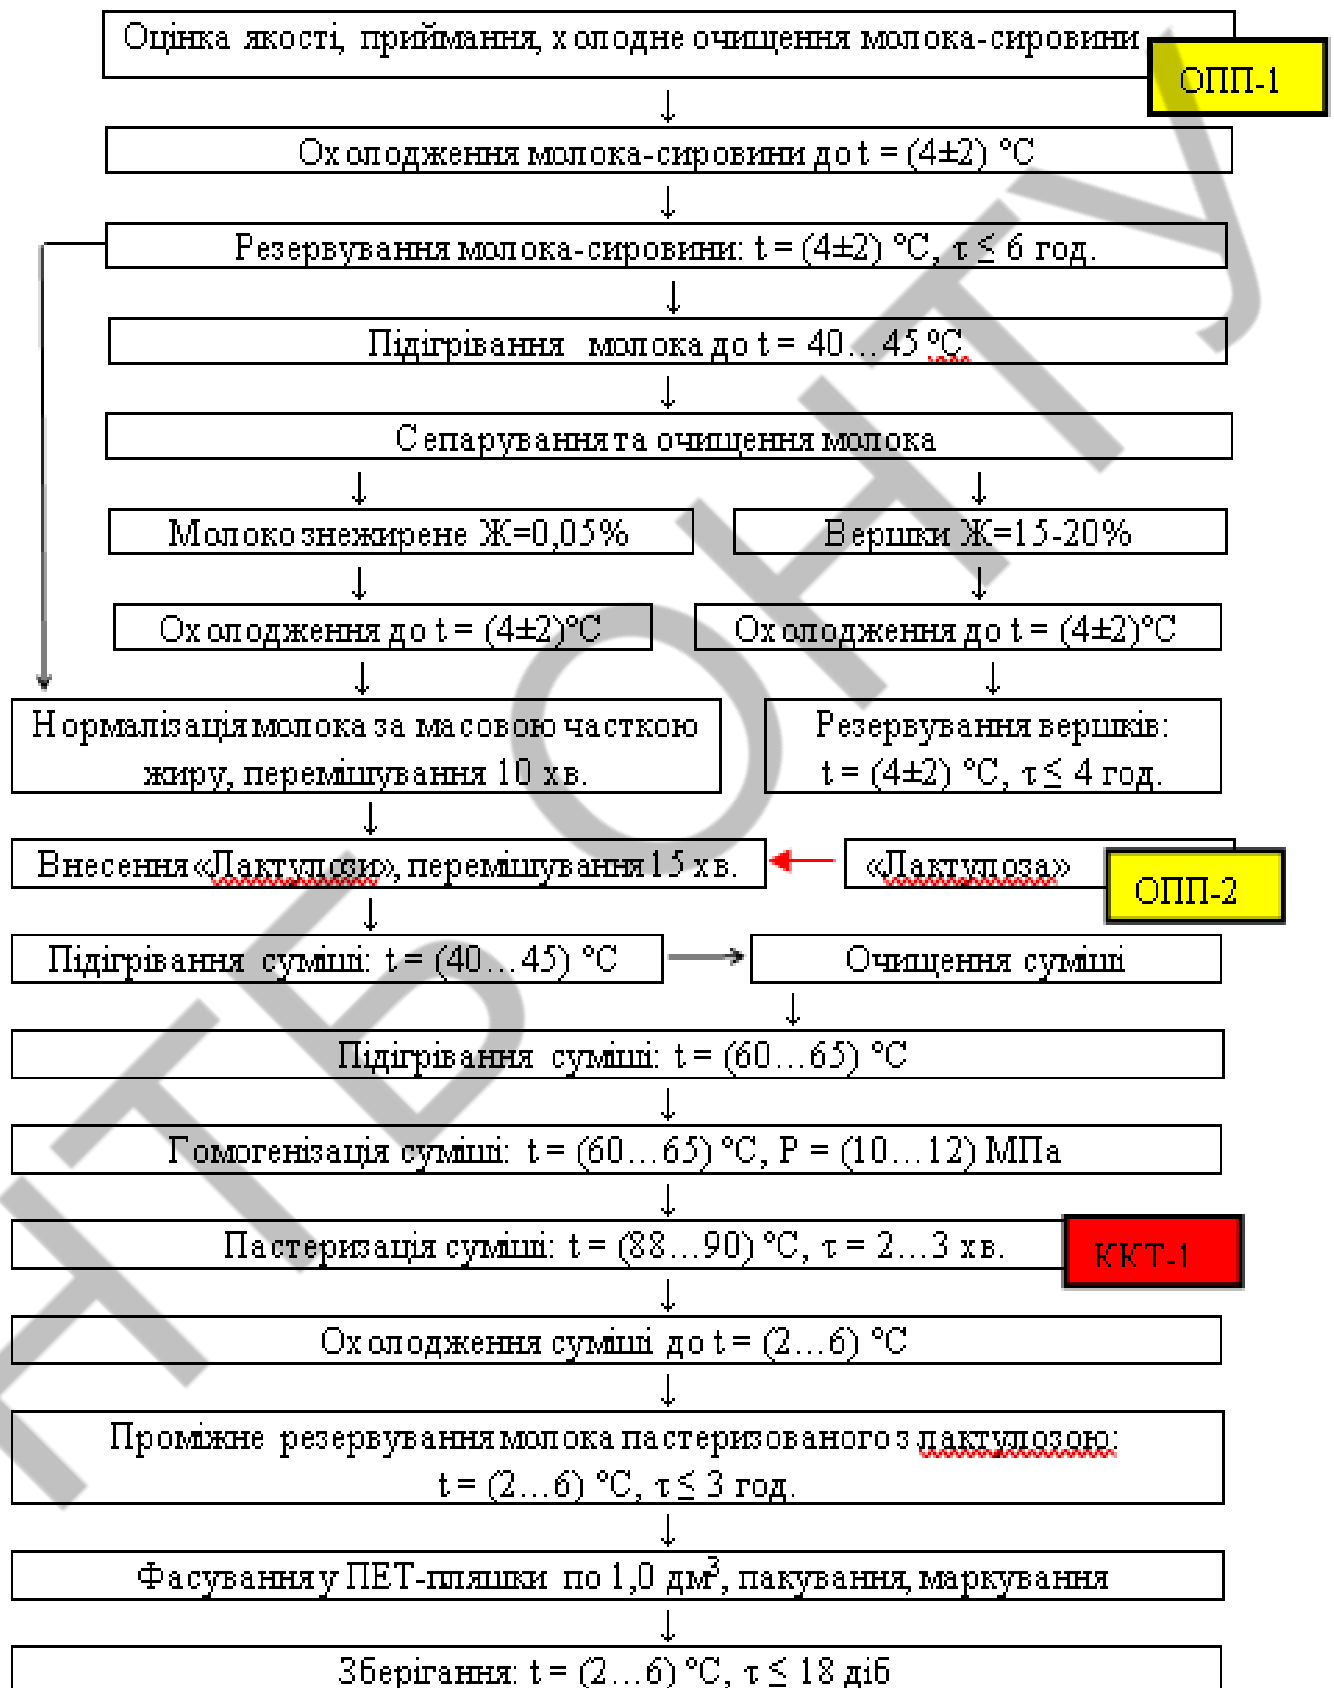 Оцінка якості, приймання, холодне очищення молока-сировини
ОПП-1
Охолодження молока-сировини до t = (4±2) °C
Резервування молока-сировини: t = (4±2) °C, τ ≤ 6 год.
Підігрівання молока до t = 40...45 °C
Сепарування та очищення молока
Молоко знежирене Ж=0,05%
Вершки Ж=15-20%
Охолодження до t = (4±2)°C
Охолодження до t = (4±2)°C
Нормалізація молока за масовою часткою
жиру, перемішування 10 хв.
Резервування вершків:
t = (4±2) °C, τ ≤ 4 год.
Внесення «Лактулози», перемішування 15 хв.
«Лактулоза»
ОПП-2
Підігрівання суміші: t = (40...45) °C
Очищення суміші
Підігрівання суміші: t = (60...65) °C
Гомогенізація суміші: t = (60...65) °C, P = (10...12) МПа
Пастеризація суміші: t = (88...90) °C, τ = 2...3 хв.
ККТ-1
Охолодження суміші до t = (2...6) °C
Проміжне резервування молока пастеризованого з лактулозою:
t = (2...6) °C, τ ≤ 3 год.
Фасування у ПЕТ-пляшки по 1,0 дм³, пакування, маркування
Зберігання: t = (2...6) °C, τ ≤ 18 діб
НТБ ОНТУ